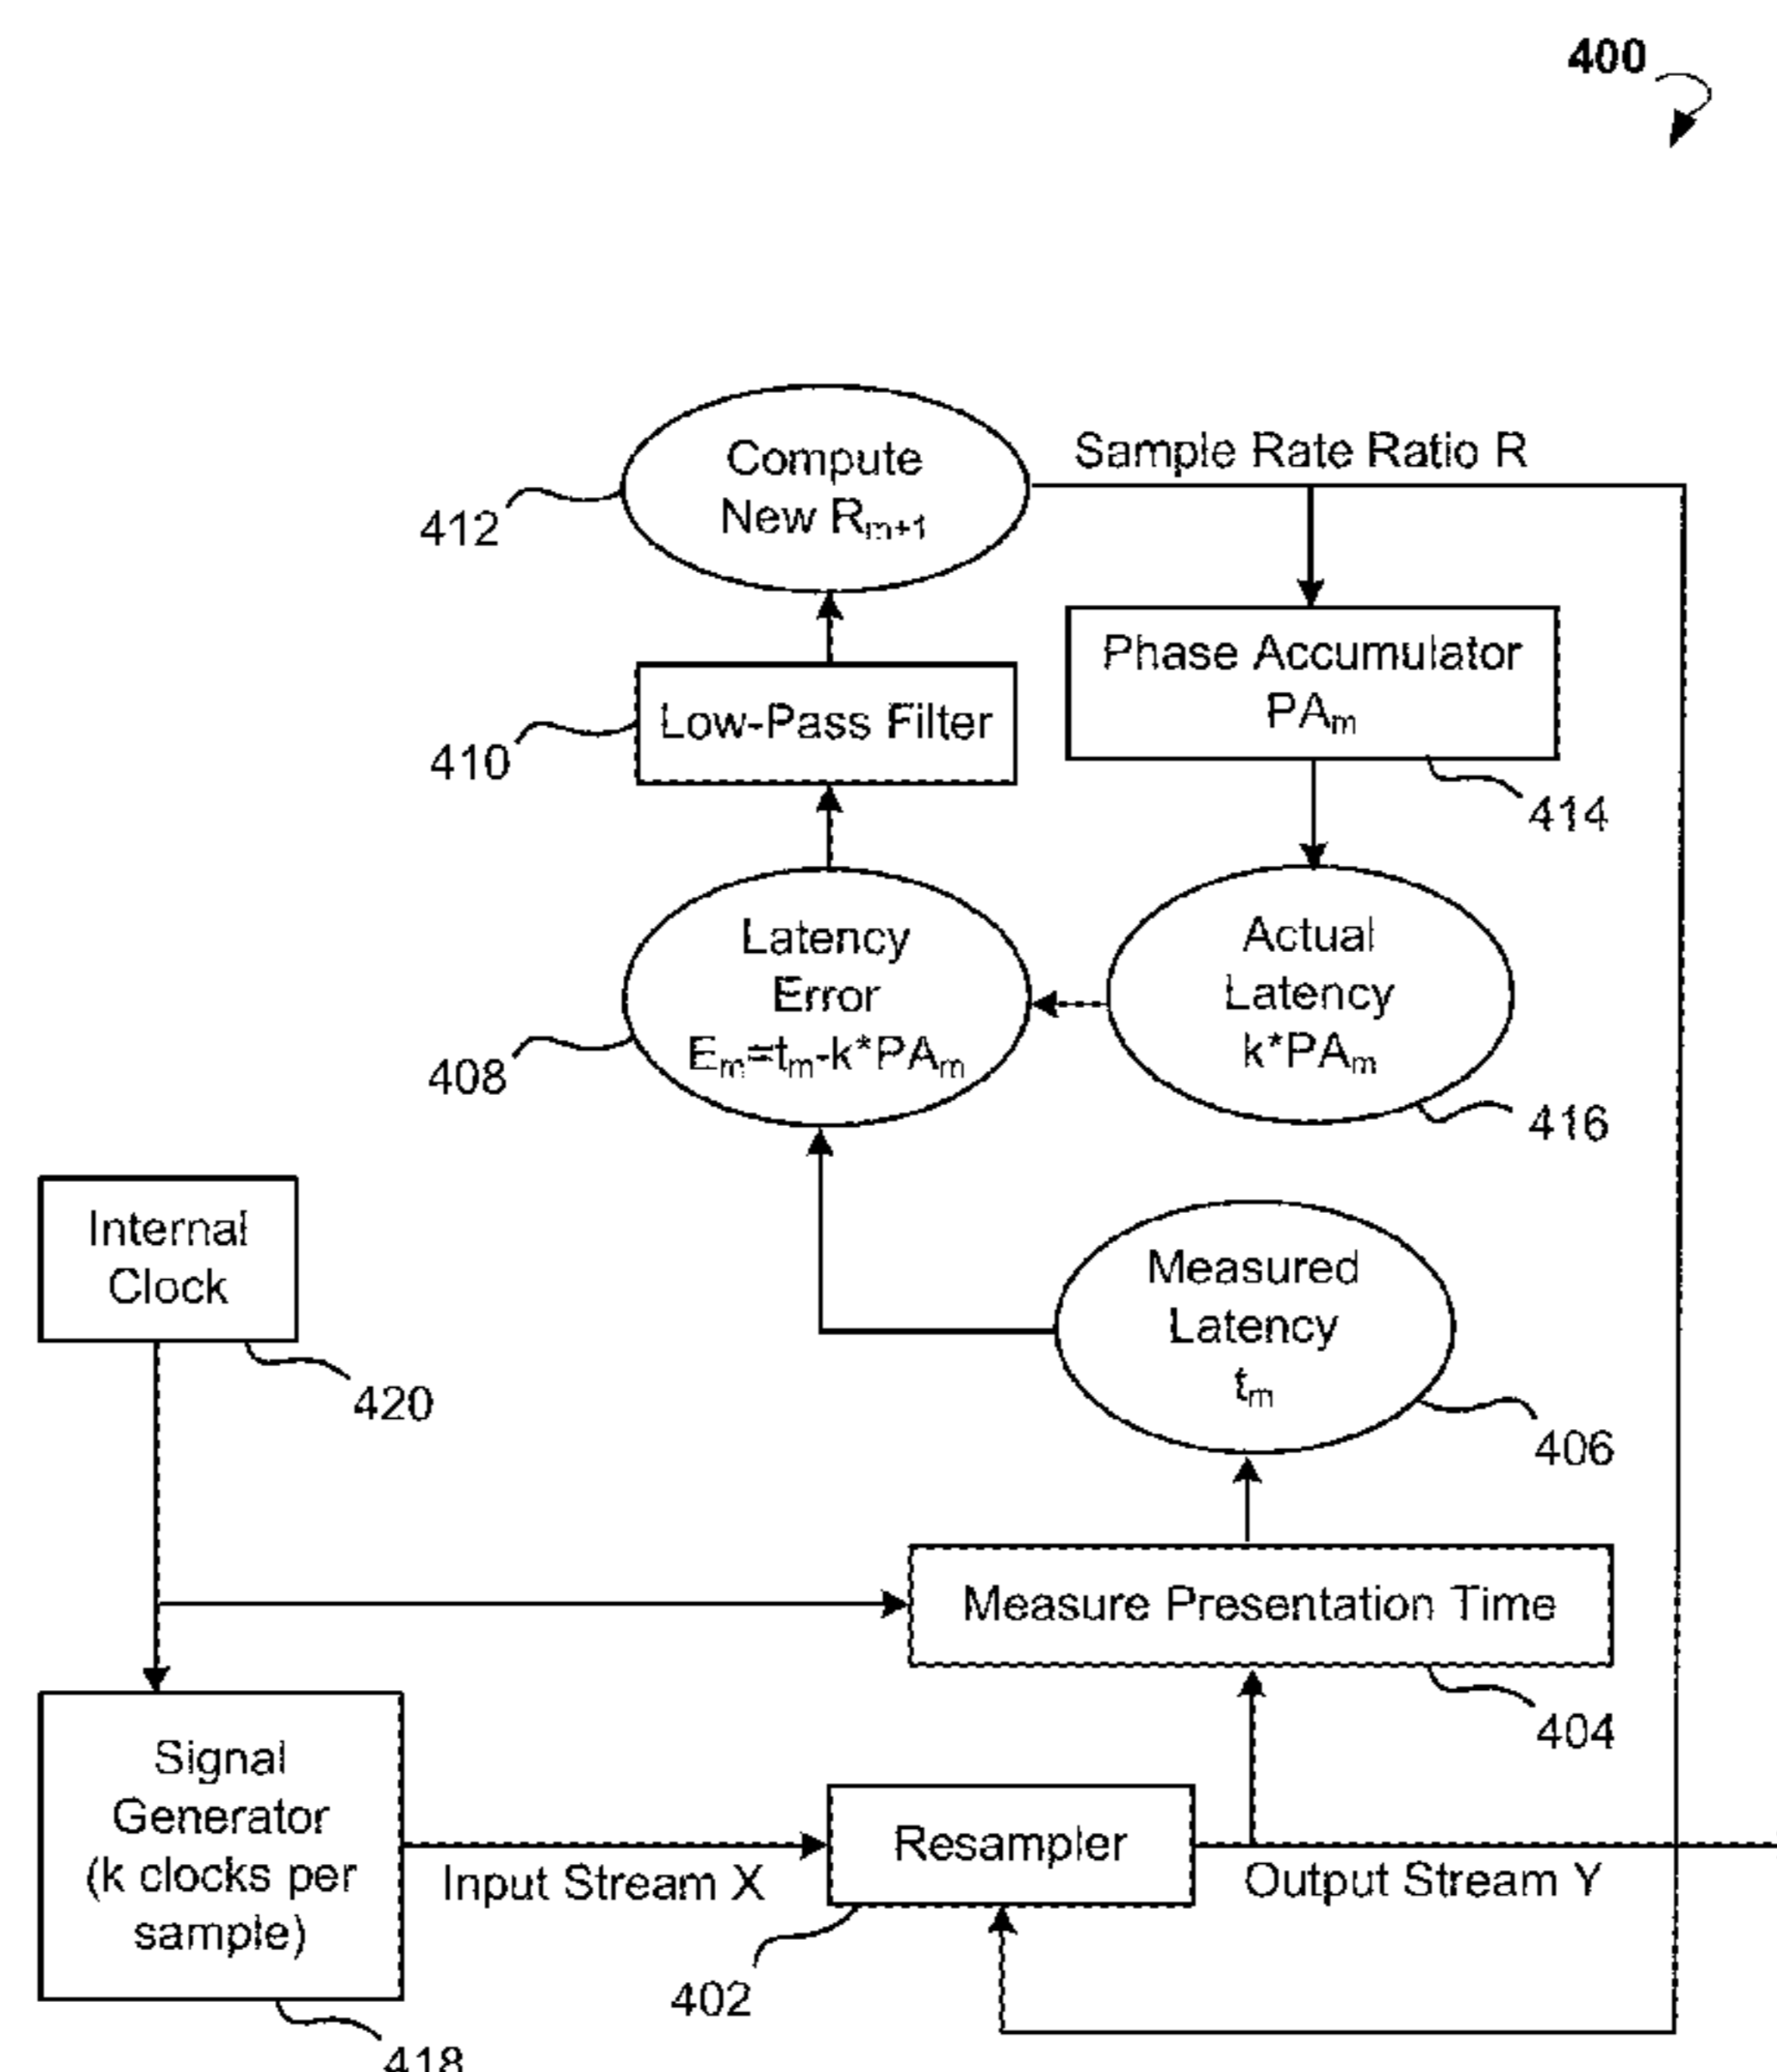 400
Compute
New Rm+1
412
Sample Rate Ratio R
Phase Accumulator
PAm
414
Low-Pass Filter
410
Latency
Error
Em=tm-k*PAm
408
Actual
Latency
k*PAm
416
Internal
Clock
420
Measured
Latency
tm
406
Measure Presentation Time
404
Signal
Generator
(k clocks per
sample)
418
Input Stream X
Resampler
402
Output Stream Y